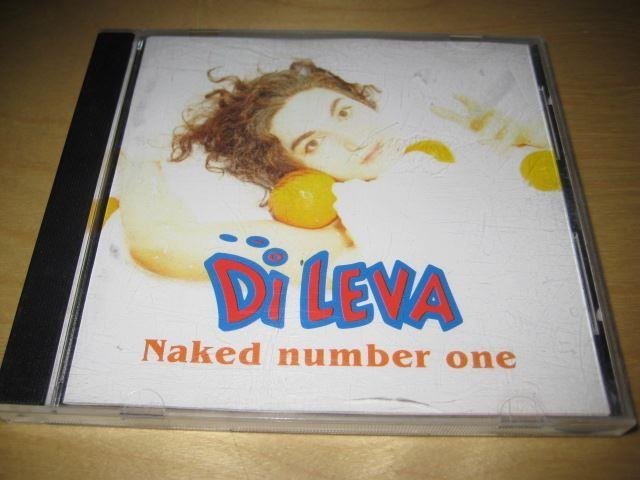 Di LEVA
Naked number one